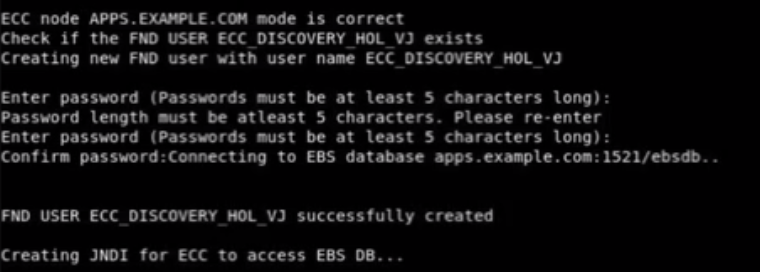 ECC node APPS.EXAMPLE.COM mode is correct
Check if the FND USER ECC_DISCOVERY_HOL_VJ exists
Creating new FND user with user name ECC_DISCOVERY_HOL_VJ
Enter password (Passwords must be at least 5 characters long):
Password length must be atleast 5 characters. Please re-enter
Enter password (Passwords must be at least 5 characters long):
Confirm password:Connecting to EBS database apps.example.com:1521/ebsdb..
FND USER ECC_DISCOVERY_HOL_VJ successfully created
Creating JNDI for ECC to access EBS DB...